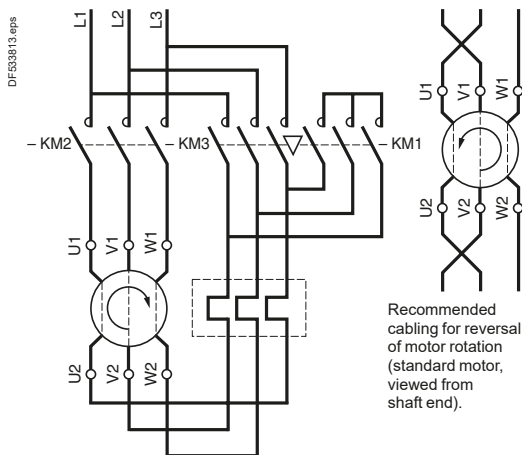 DF533813.eps
L1
L2
L3
– KM2
– KM3
– KM1
U1
V1
W1
U2
V2
W2
U1
V1
W1
U2
V2
W2
Recommended
cabling for reversal
of motor rotation
(standard motor,
viewed from
shaft end).